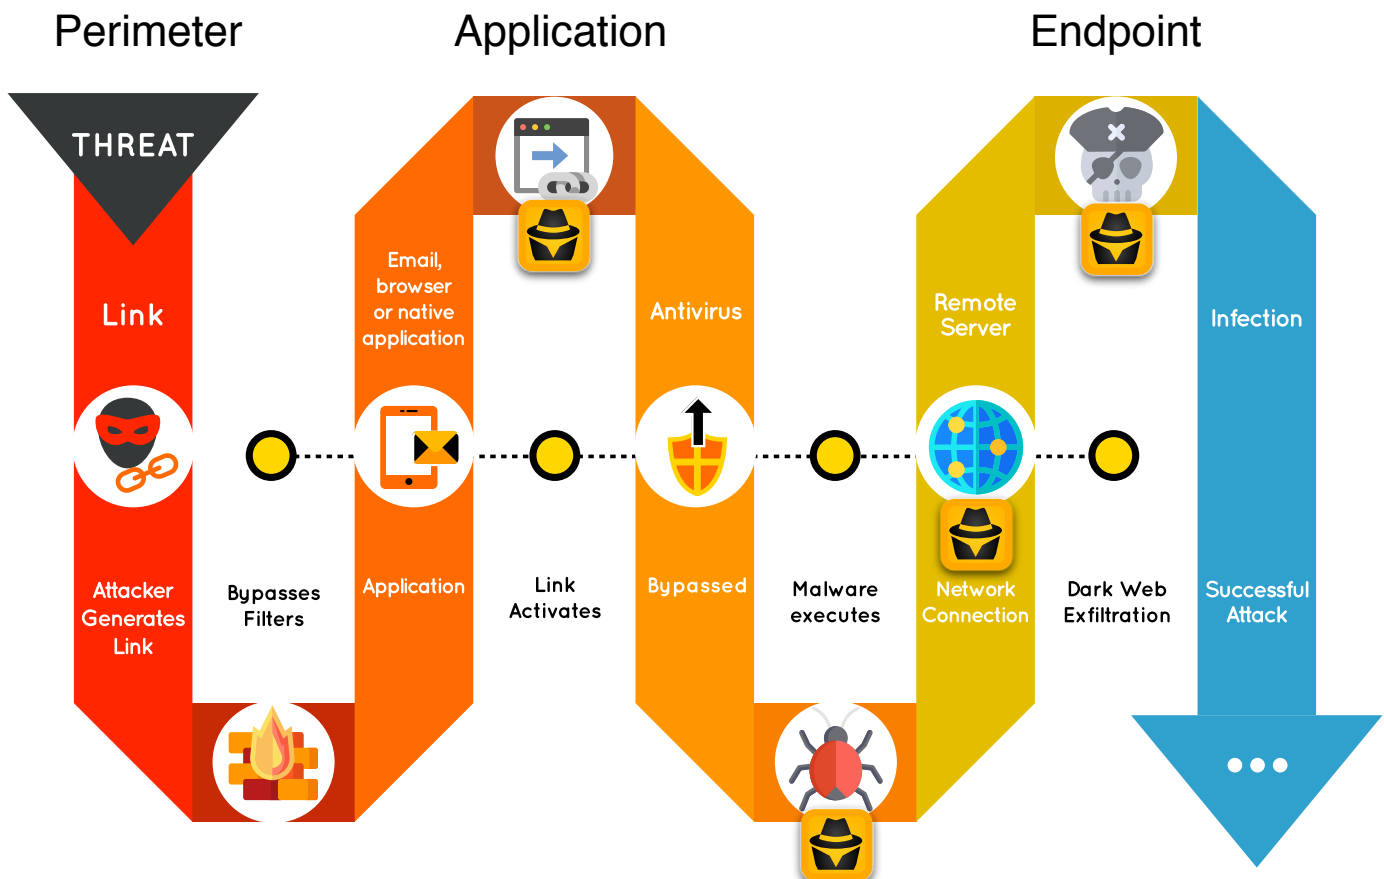 Perimeter
Application
Endpoint
THREAT
Link
Attacker
Generates
Link
Bypasses
Filters
Email,
browser
or native
application
Application
Link
Activates
Antivirus
Bypassed
Malware
executes
Remote
Server
Network
Connection
Dark Web
Exfiltration
Infection
Successful
Attack